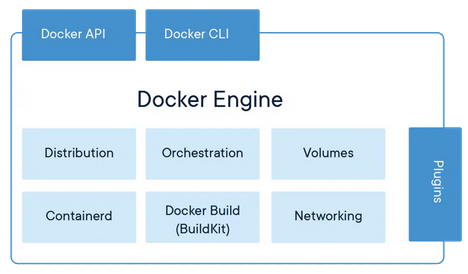 Docker API
Docker CLI
Docker Engine
Distribution
Orchestration
Volumes
Plugins
Containerd
Docker Build
(BuildKit)
Networking